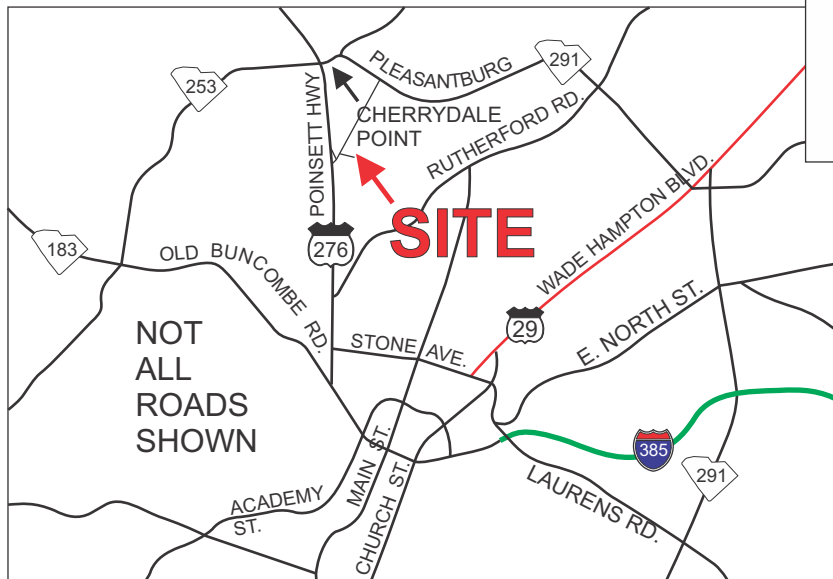 PLEASANTBURG
291
253
CHERRYDALE
POINT
RUTHERFORD RD.
POINSETT HWY
SITE
WADE HAMPTON BLVD.
183
OLD BUNCOMBE RD.
276
29
E. NORTH ST.
STONE AVE.
NOT
ALL
ROADS
SHOWN
385
291
MAIN ST.
CHURCH ST.
LAURENS RD.
ACADEMY
ST.